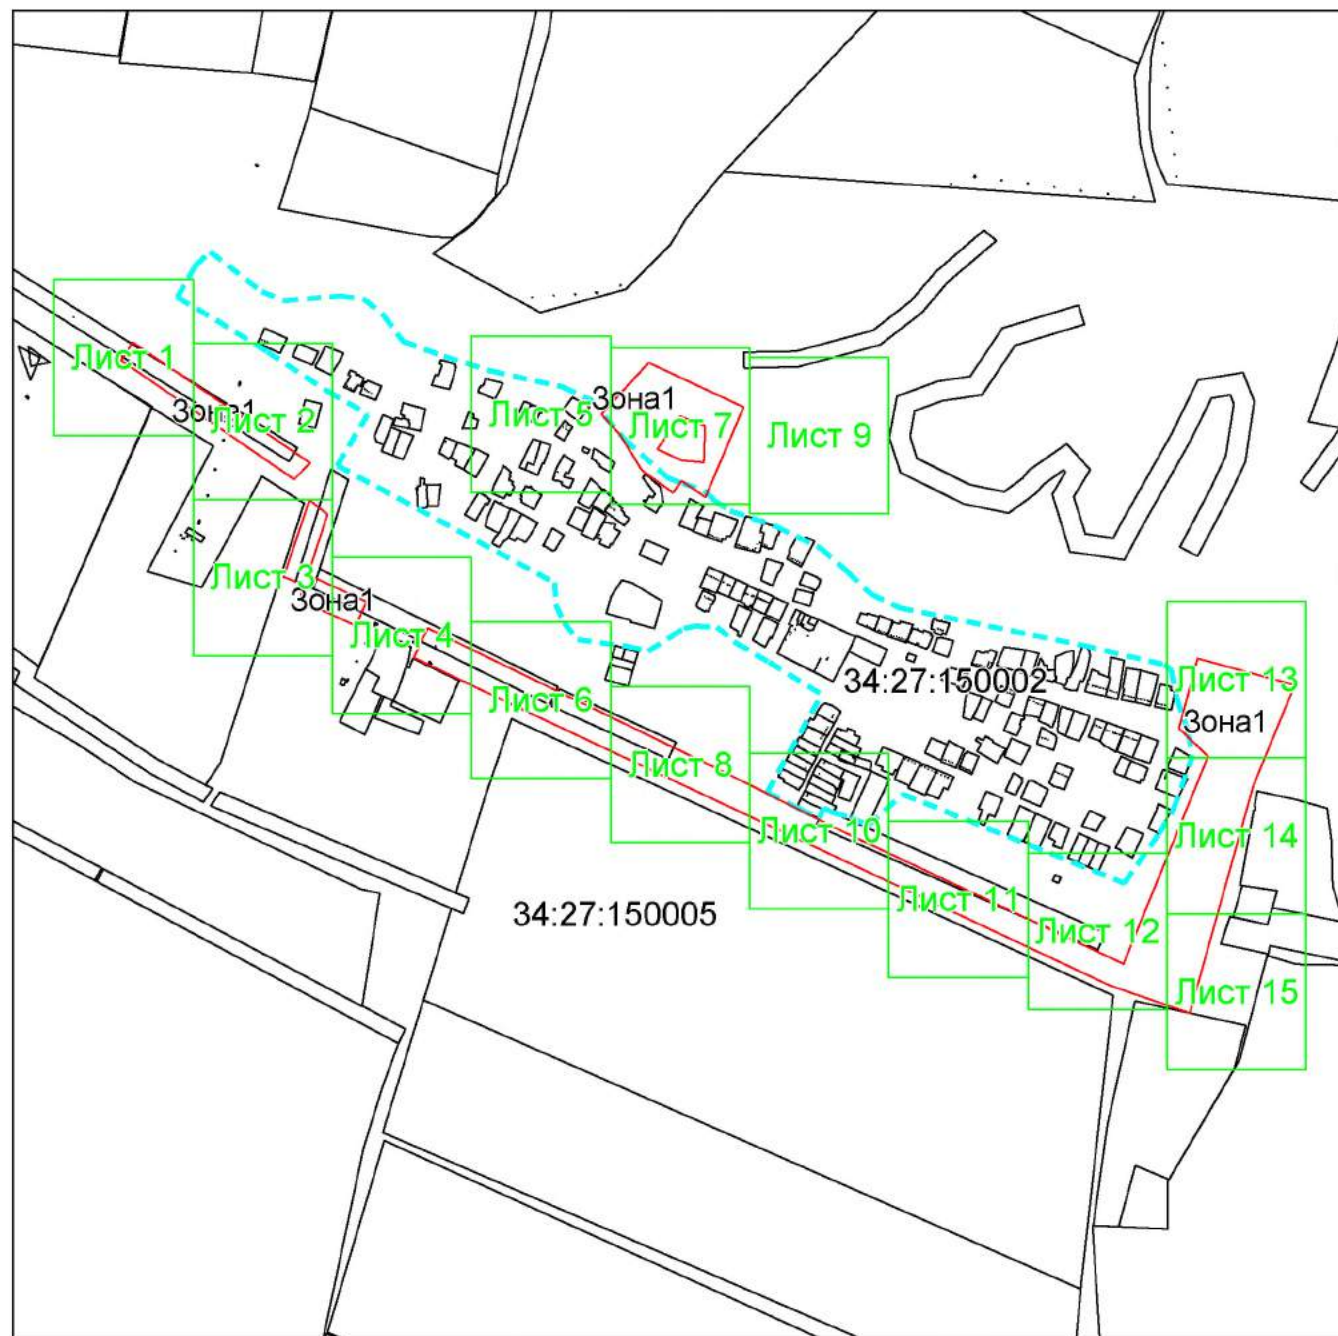 Лист 1
Зона1
Лист 2
Лист 5
Зона1
Лист 7
Лист 9
Лист 3
Зона1
Лист 4
Лист 6
Лист 8
34:27:150002
Лист 13
Зона1
Лист 10
Лист 14
Лист 11
34:27:150005
Лист 12
Лист 15